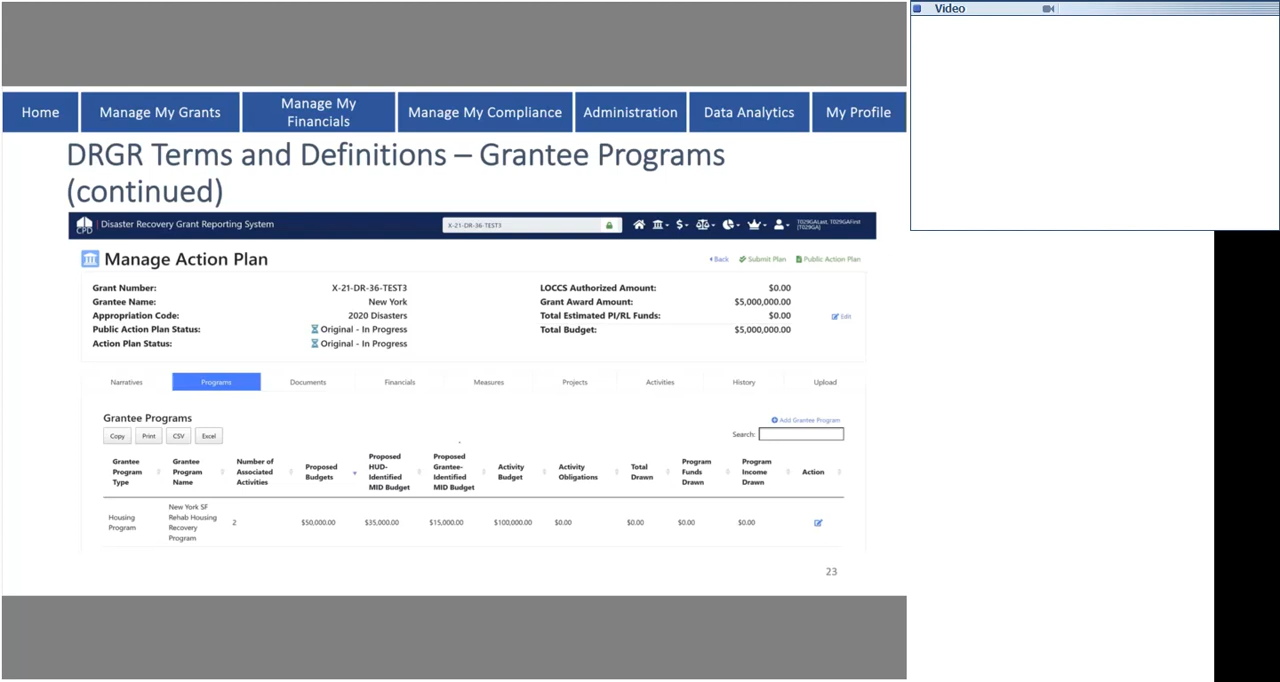 Video
Home
Manage My Grants
Manage My
Financials
Manage My Compliance
Administration
Data Analytics
My Profile
DRGR Terms and Definitions – Grantee Programs
(continued)
CPD
Disaster Recovery Grant Reporting System
X-21-DR-36-TEST3
T029GALast, T029GAFirst
(T029GA)
Manage Action Plan
Back
Submit Plan
Public Action Plan
Grant Number: X-21-DR-36-TEST3
Grantee Name: New York
Appropriation Code: 2020 Disasters
Public Action Plan Status: Original - In Progress
Action Plan Status: Original - In Progress
LOCCS Authorized Amount: $0.00
Grant Award Amount: $5,000,000.00
Total Estimated PI/RL Funds: $0.00
Edit
Total Budget: $5,000,000.00
Narratives
Programs
Documents
Financials
Measures
Projects
Activities
History
Upload
Grantee Programs
Add Grantee Program
Copy
Print
CSV
Excel
Search:
Grantee
Program
Type
Grantee
Program
Name
Number of
Associated
Activities
Proposed
Budgets
Proposed
HUD-
Identified
MID Budget
Proposed
Grantee-
Identified
MID Budget
Activity
Budget
Activity
Obligations
Total
Drawn
Program
Funds
Drawn
Program
Income
Drawn
Action
Housing
Program
New York SF
Rehab Housing
Recovery
Program
2
$50,000.00
$35,000.00
$15,000.00
$100,000.00
$0.00
$0.00
$0.00
$0.00
23